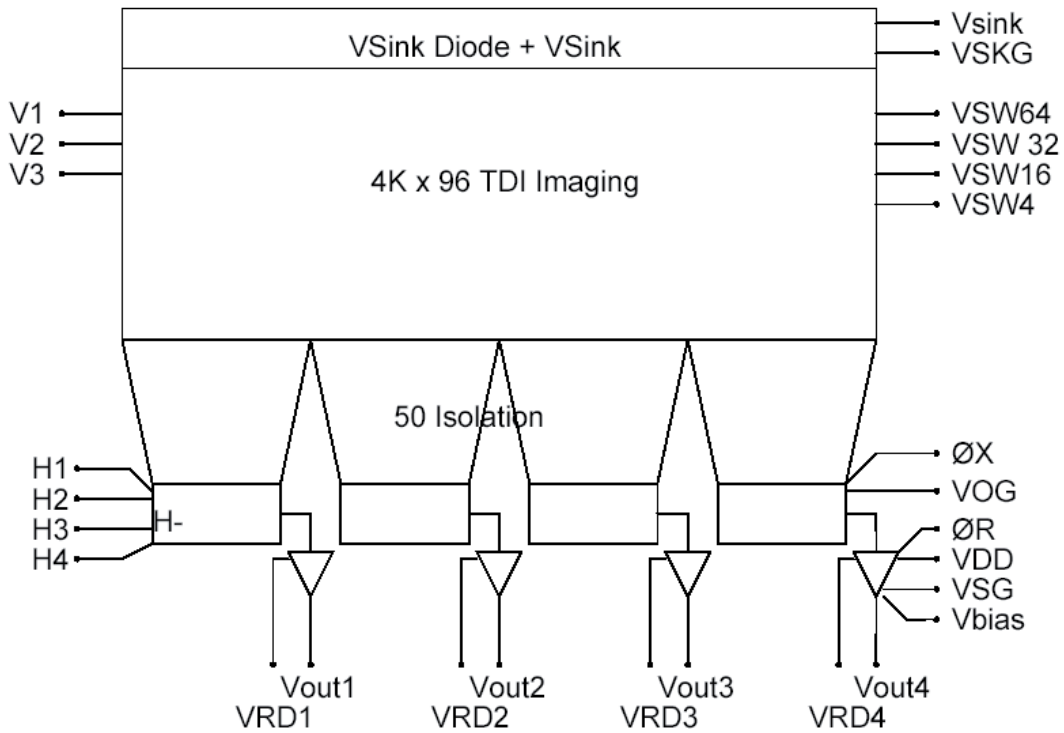 VSink Diode + VSink
Vsink
VSKG
V1
V2
V3
4K x 96 TDI Imaging
VSW64
VSW 32
VSW16
VSW4
50 Isolation
H1
H2
H3
H4
H-
ØX
VOG
ØR
VDD
VSG
Vbias
Vout1
Vout2
Vout3
Vout4
VRD1
VRD2
VRD3
VRD4